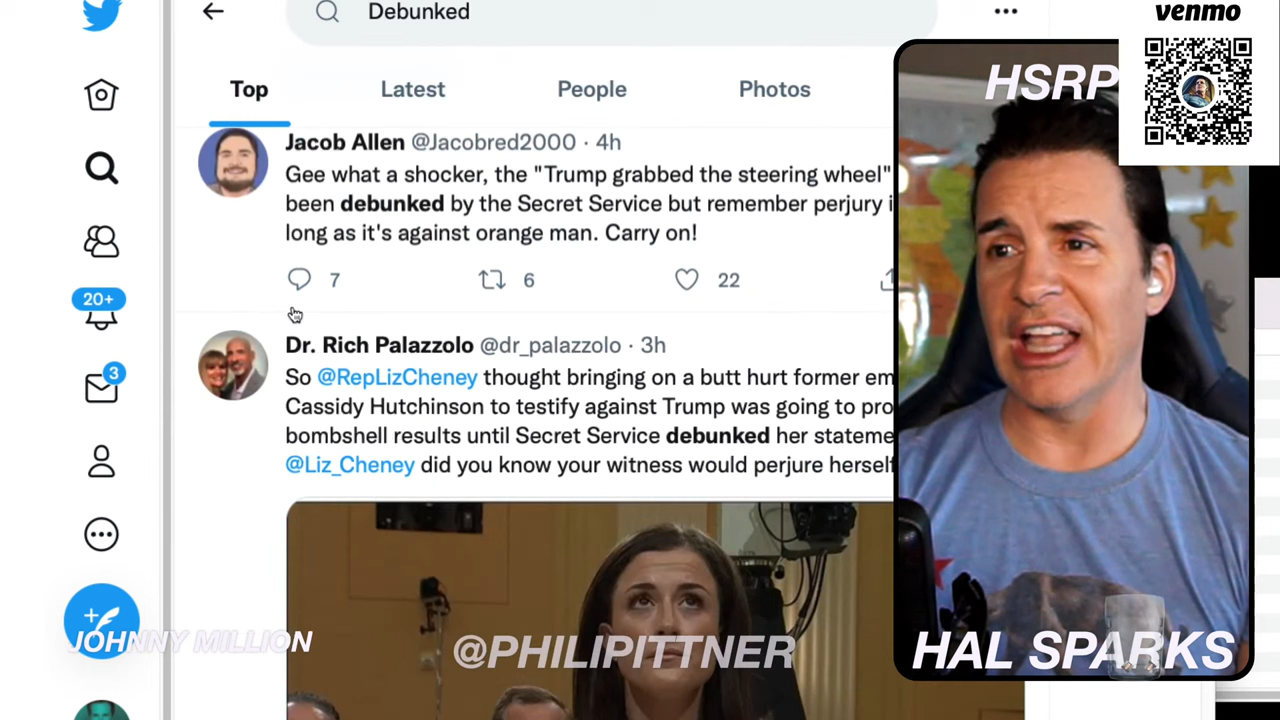 Debunked
venmo
Top
Latest
People
Photos
HSRP
Jacob Allen @Jacobred2000 · 4h
Gee what a shocker, the "Trump grabbed the steering wheel"
been debunked by the Secret Service but remember perjury i
long as it's against orange man. Carry on!
7
6
22
20+
Dr. Rich Palazzolo @dr_palazzolo · 3h
So @RepLizCheney thought bringing on a butt hurt former em
Cassidy Hutchinson to testify against Trump was going to pro
bombshell results until Secret Service debunked her stateme
@Liz_Cheney did you know your witness would perjure herself
3
JOHNNY MILLION
@PHILIPITTNER
HAL SPARKS